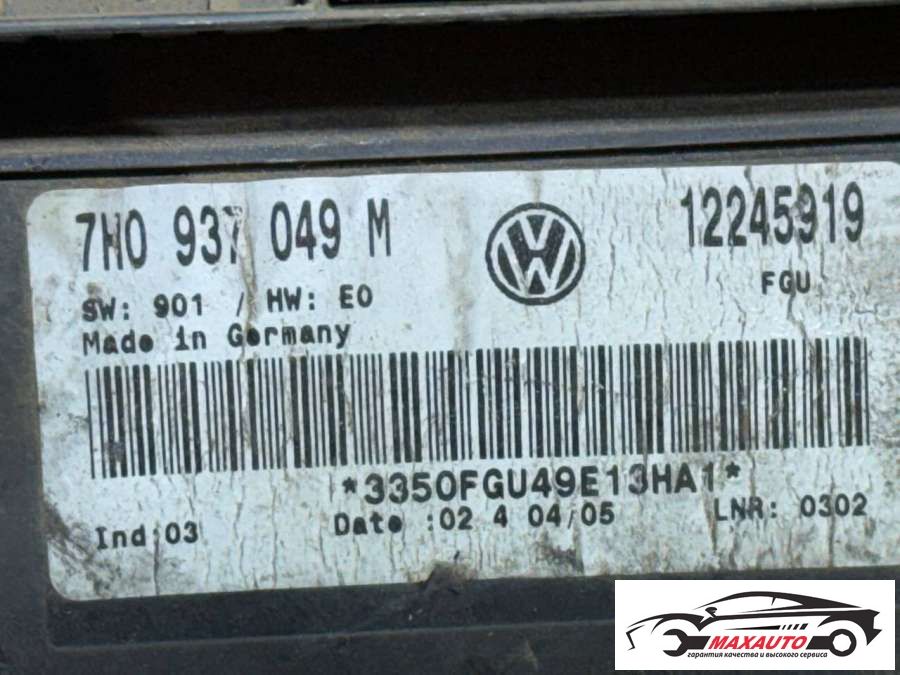 7H0 937 049 M
12245919
FGU
SW: 901 / HW: E0
Made in Germany
*3350FGU49E13HA1*
Ind:03
Date :02 4 04/05
LNR: 0302
MAXAUTO
гарантия качества и высокого сервиса